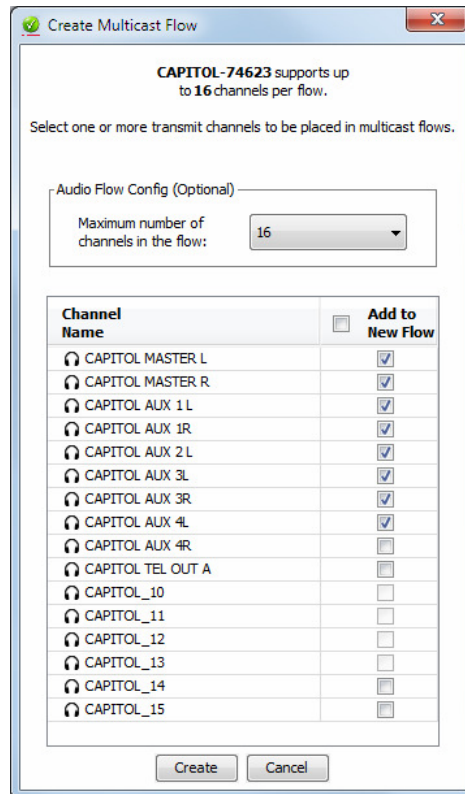 Create Multicast Flow
CAPITOL-74623 supports up
to 16 channels per flow.
Select one or more transmit channels to be placed in multicast flows.
Audio Flow Config (Optional)
Maximum number of
channels in the flow:
16
Channel
Name
Add to
New Flow
CAPITOL MASTER L
CAPITOL MASTER R
CAPITOL AUX 1 L
CAPITOL AUX 1R
CAPITOL AUX 2 L
CAPITOL AUX 3L
CAPITOL AUX 3R
CAPITOL AUX 4L
CAPITOL AUX 4R
CAPITOL TEL OUT A
CAPITOL_10
CAPITOL_11
CAPITOL_12
CAPITOL_13
CAPITOL_14
CAPITOL_15
Create
Cancel